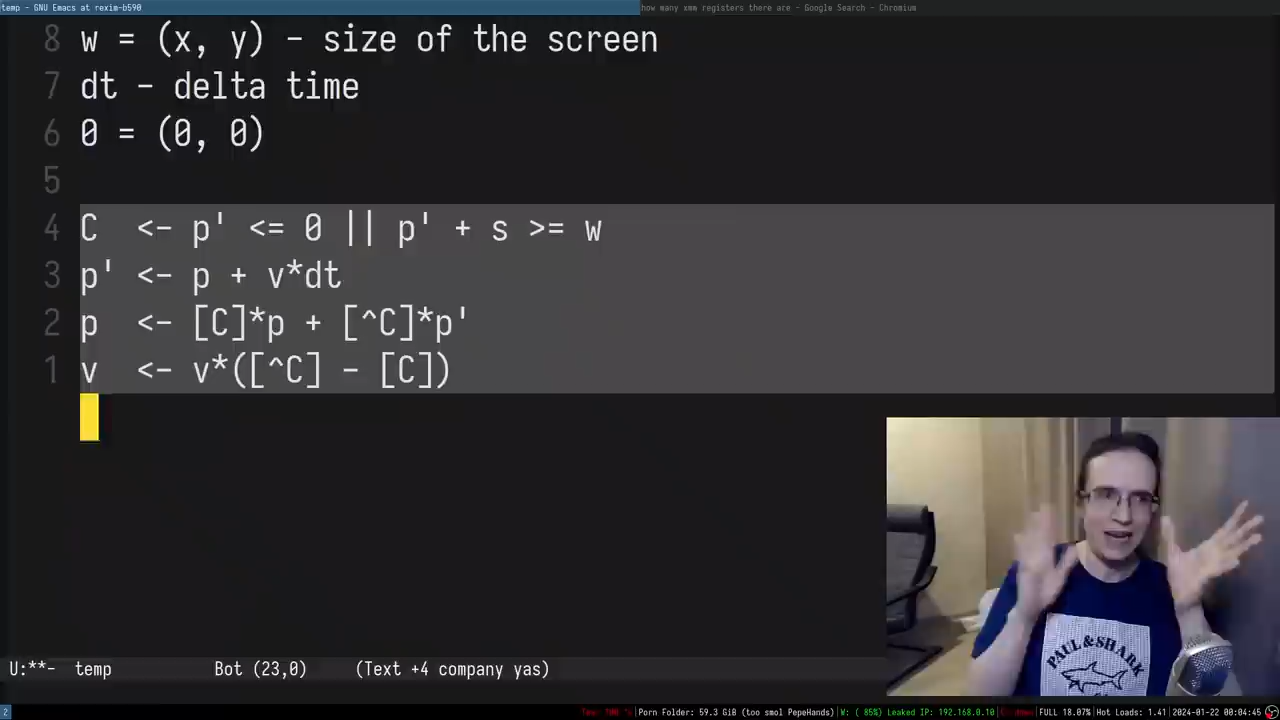 temp - GNU Emacs at rexim-b590
how many xmm registers there are - Google Search - Chromium
8 w = (x, y) - size of the screen
7 dt - delta time
6 0 = (0, 0)
5
4 C  <- p' <= 0 || p' + s >= w
3 p' <- p + v*dt
2 p  <- [C]*p + [^C]*p'
1 v  <- v*([^C] - [C])
PAUL & SHARK
U:**-  temp  Bot (23,0)  (Text +4 company yas)
2
Porn Folder: 59.3 GiB (too smol PepeHands)|W: ( 85%) Leaked IP: 192.168.0.10|
|FULL 18.07%|Hot Loads: 1.41|2024-01-22 00:04:45